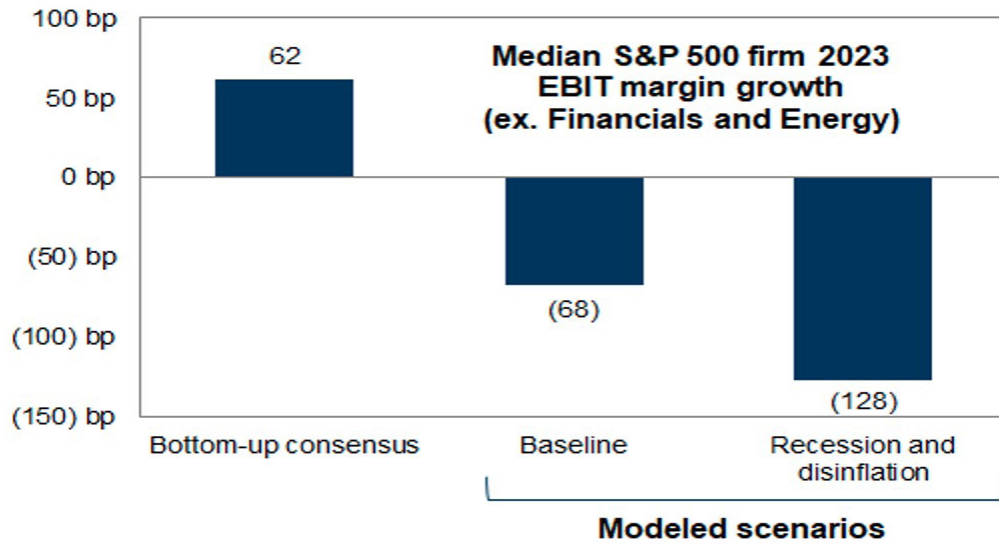 100 bp
50 bp
0 bp
(50) bp
(100) bp
(150) bp
Median S&P 500 firm 2023
EBIT margin growth
(ex. Financials and Energy)
62
(68)
(128)
Bottom-up consensus
Baseline
Recession and
disinflation
Modeled scenarios